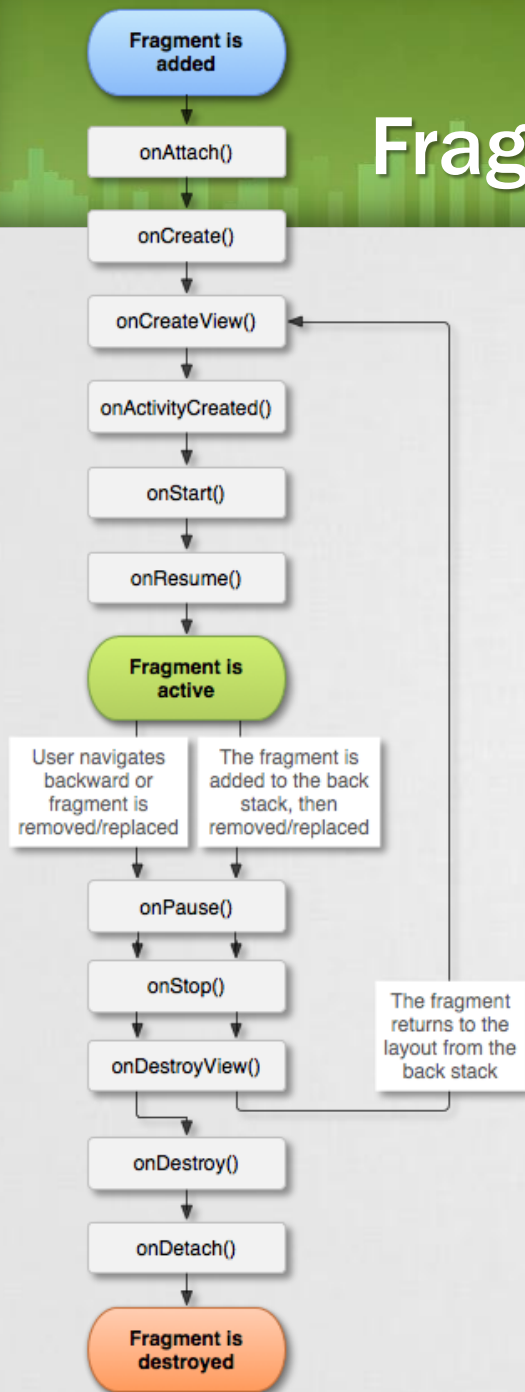 Fragment is
added
Frag
onAttach()
onCreate()
onCreateView()
onActivityCreated()
onStart()
onResume()
Fragment is
active
User navigates
backward or
fragment is
removed/replaced
The fragment is
added to the back
stack, then
removed/replaced
onPause()
onStop()
The fragment
returns to the
layout from the
back stack
onDestroyView()
onDestroy()
onDetach()
Fragment is
destroyed